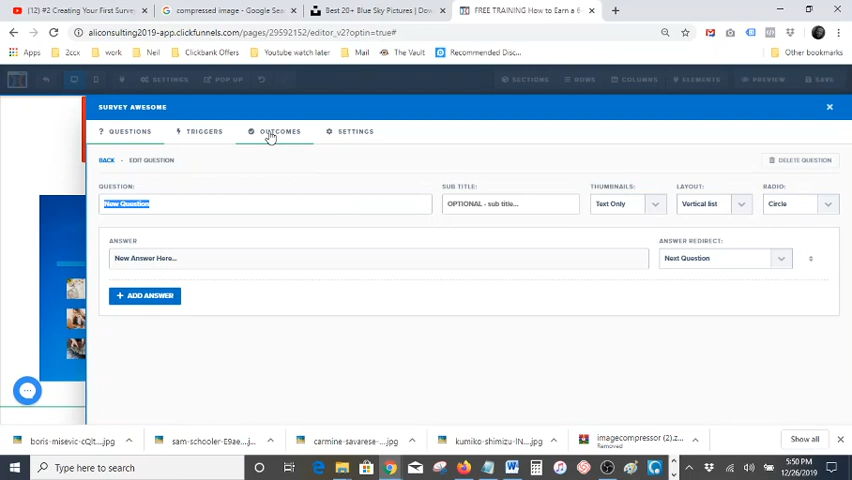 (12) #2 Creating Your First Surve
compressed image - Google Sea
Best 20+ Blue Sky Pictures | Dow
FREE TRAINING How to Earn a 6-
aliconsulting2019-app.clickfunnels.com/pages/29592152/editor_v2?optin=true#
Apps
2ccx
work
Neil
Clickbank Offers
Youtube watch later
Mail
The Vault
Recommended Disc...
Other bookmarks
SETTINGS
POP UP
SECTIONS
ROWS
COLUMNS
ELEMENTS
PREVIEW
SAVE
SURVEY AWESOME
? QUESTIONS
TRIGGERS
OUTCOMES
SETTINGS
BACK
EDIT QUESTION
DELETE QUESTION
QUESTION:
SUB TITLE:
THUMBNAILS:
LAYOUT:
RADIO:
New Question
OPTIONAL - sub title...
Text Only
Vertical list
Circle
ANSWER
ANSWER REDIRECT:
New Answer Here...
Next Question
+ ADD ANSWER
boris-misevic-cQIt....jpg
sam-schooler-E9ae....jpg
carmine-savarese-....jpg
kumiko-shimizu-IN....jpg
imagecompressor (2).z...
Removed
Show all
Type here to search
5:50 PM
12/26/2019